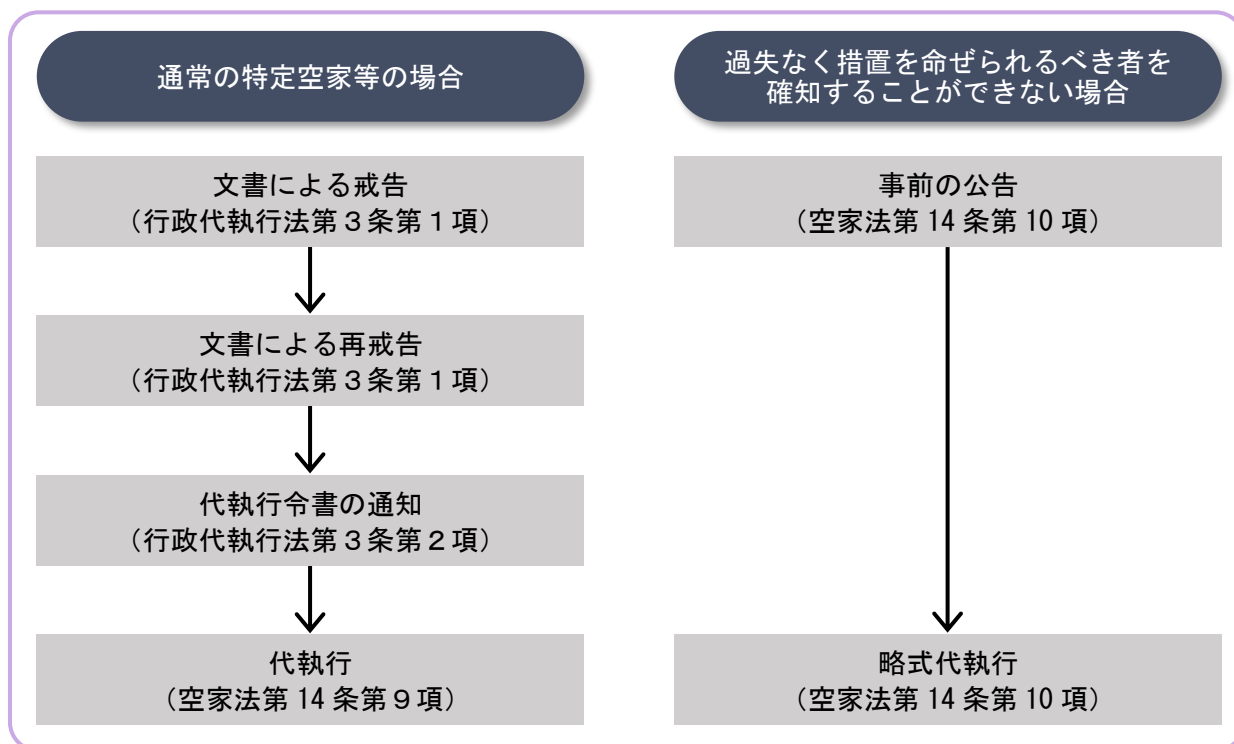 通常の特定空家等の場合
文書による戒告
（行政代執行法第３条第１項）
文書による再戒告
（行政代執行法第３条第１項）
代執行令書の通知
（行政代執行法第３条第２項）
代執行
（空家法第 14 条第９項）
過失なく措置を命ぜられるべき者を
確知することができない場合
事前の公告
（空家法第 14 条第 10 項）
略式代執行
（空家法第 14 条第 10 項）